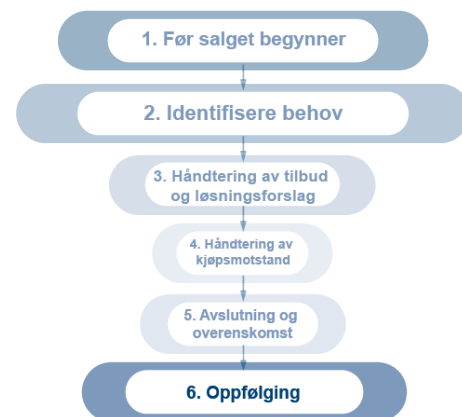 1. Før salget begynner
2. Identifisere behov
3. Håndtering av tilbud
og løsningsforslag
4. Håndtering av
kjøpsmotstand
5. Avslutning og
overenskomst
6. Oppfølging